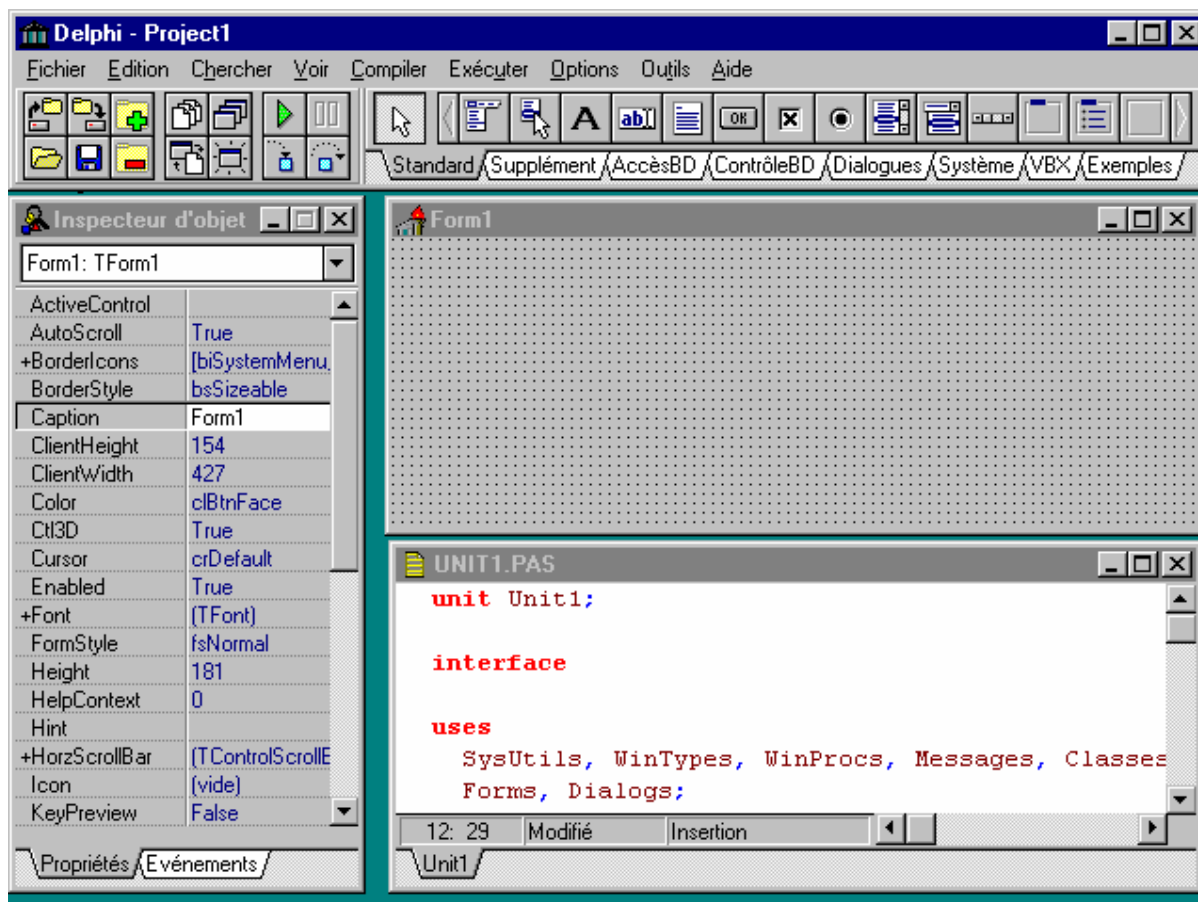 Delphi - Project1
Fichier Edition Chercher Voir Compiler Exécuter Options Outils Aide
A ab OK
Standard Supplément AccèsBD ContrôleBD Dialogues Système VBX Exemples
Inspecteur d'objet
Form1: TForm1
ActiveControl
AutoScroll True
+BorderIcons [biSystemMenu,
BorderStyle bsSizeable
Caption Form1
ClientHeight 154
ClientWidth 427
Color clBtnFace
Ctl3D True
Cursor crDefault
Enabled True
+Font (TFont)
FormStyle fsNormal
Height 181
HelpContext 0
Hint
+HorzScrollBar (TControlScrollB
Icon (vide)
KeyPreview False
Propriétés Evénements
Form1
UNIT1.PAS
unit Unit1;
interface
uses
SysUtils, WinTypes, WinProcs, Messages, Classes
Forms, Dialogs;
12: 29 Modifié Insertion
Unit1